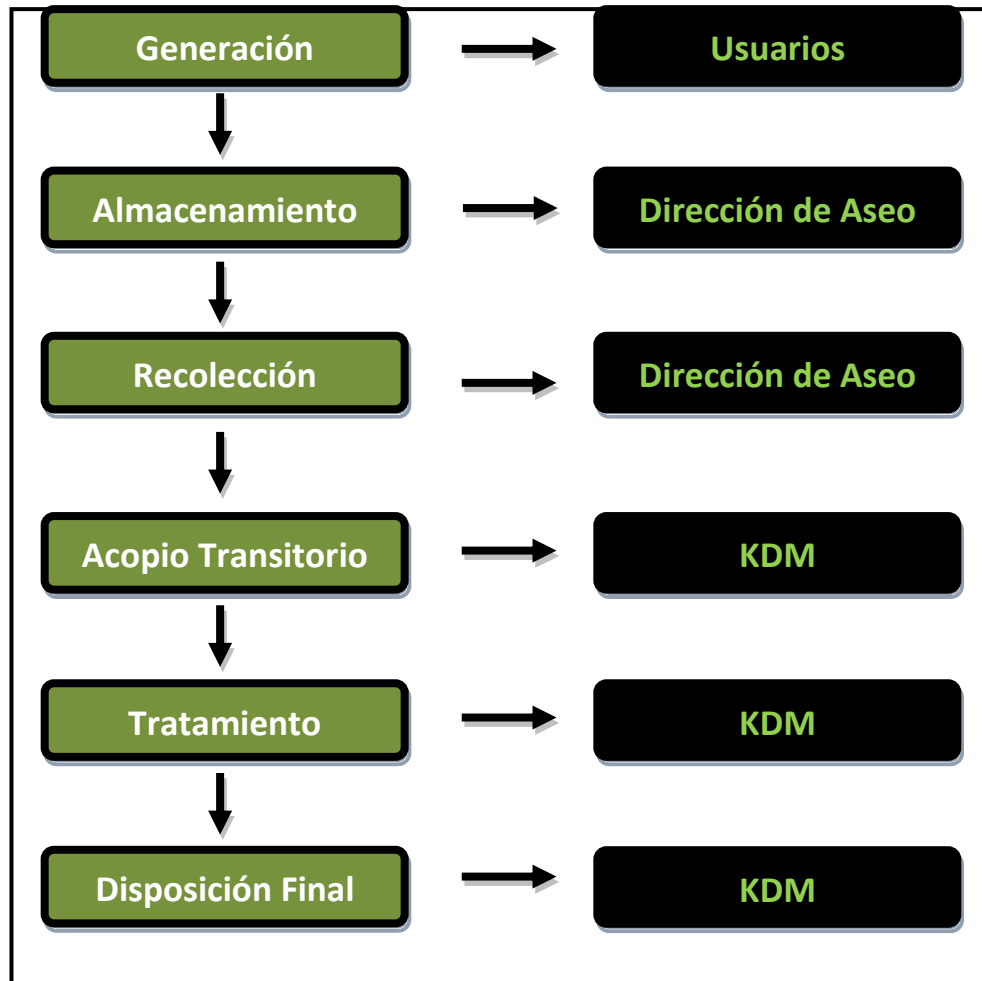 Generación
Usuarios
Almacenamiento
Dirección de Aseo
Recolección
Dirección de Aseo
Acopio Transitorio
KDM
Tratamiento
KDM
Disposición Final
KDM